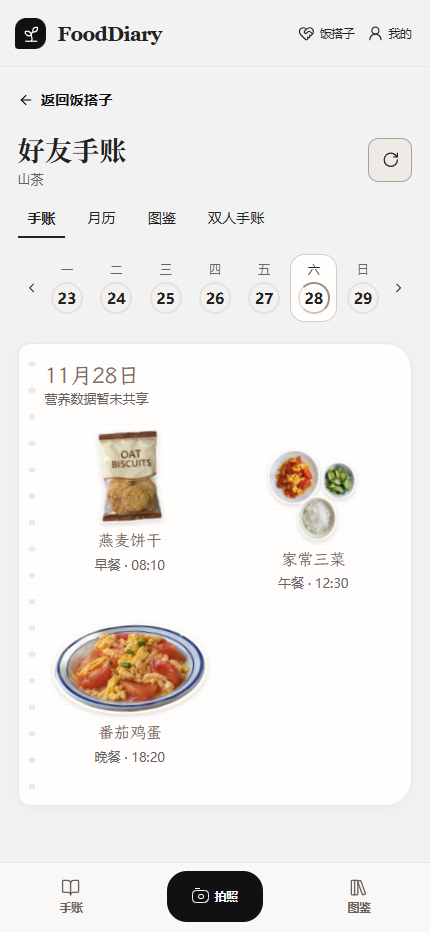 FoodDiary
饭搭子
我的
返回饭搭子
好友手账
山茶
手账 月历 图鉴 双人手账
一 二 三 四 五 六 日
23 24 25 26 27 28 29
11月28日
营养数据暂未共享
OAT
BISCUITS
燕麦饼干
早餐 · 08:10
家常三菜
午餐 · 12:30
番茄鸡蛋
晚餐 · 18:20
手账
拍照
图鉴